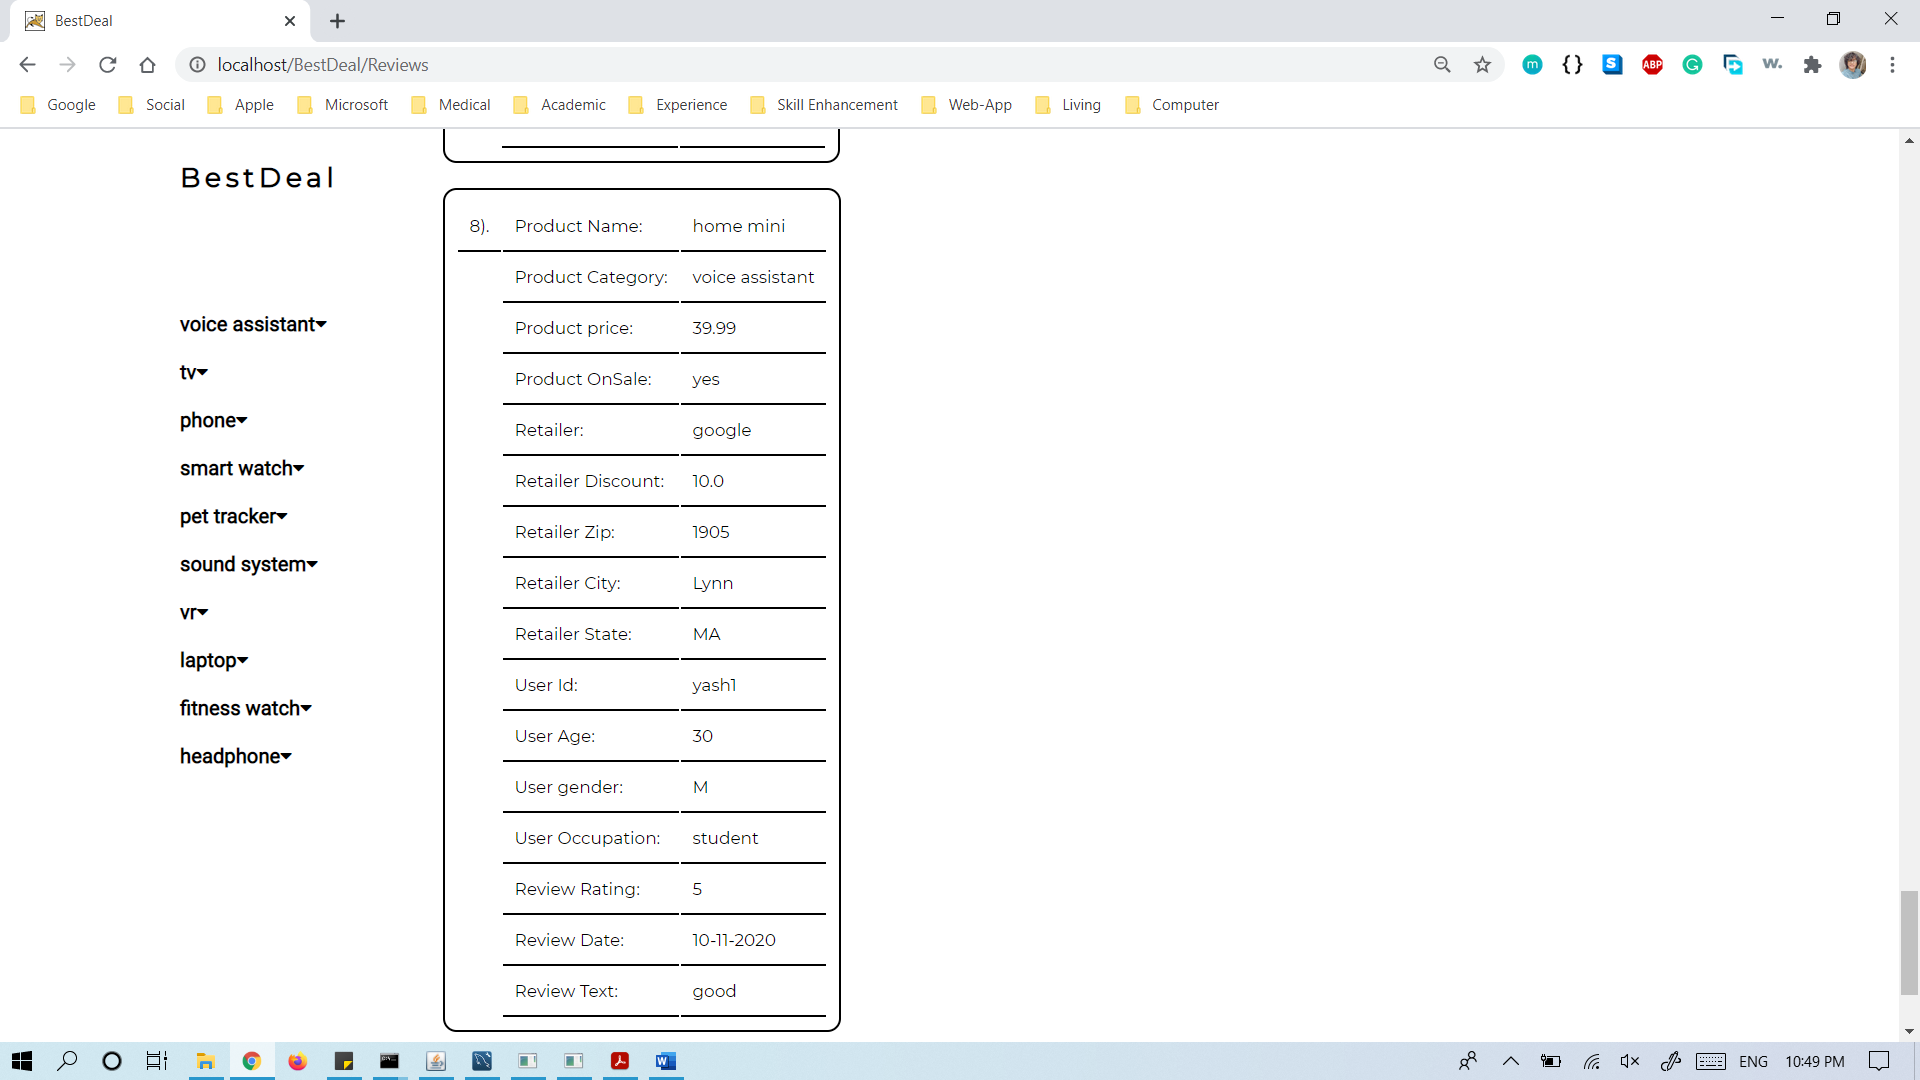 BestDeal
localhost/BestDeal/Reviews
m {} S ABP G w.
Google Social Apple Microsoft Medical Academic Experience Skill Enhancement Web-App Living Computer
BestDeal
voice assistant
tv
phone
smart watch
pet tracker
sound system
vr
laptop
fitness watch
headphone
8). Product Name: home mini
Product Category: voice assistant
Product price: 39.99
Product OnSale: yes
Retailer: google
Retailer Discount: 10.0
Retailer Zip: 1905
Retailer City: Lynn
Retailer State: MA
User Id: yash1
User Age: 30
User gender: M
User Occupation: student
Review Rating: 5
Review Date: 10-11-2020
Review Text: good
ENG 10:49 PM